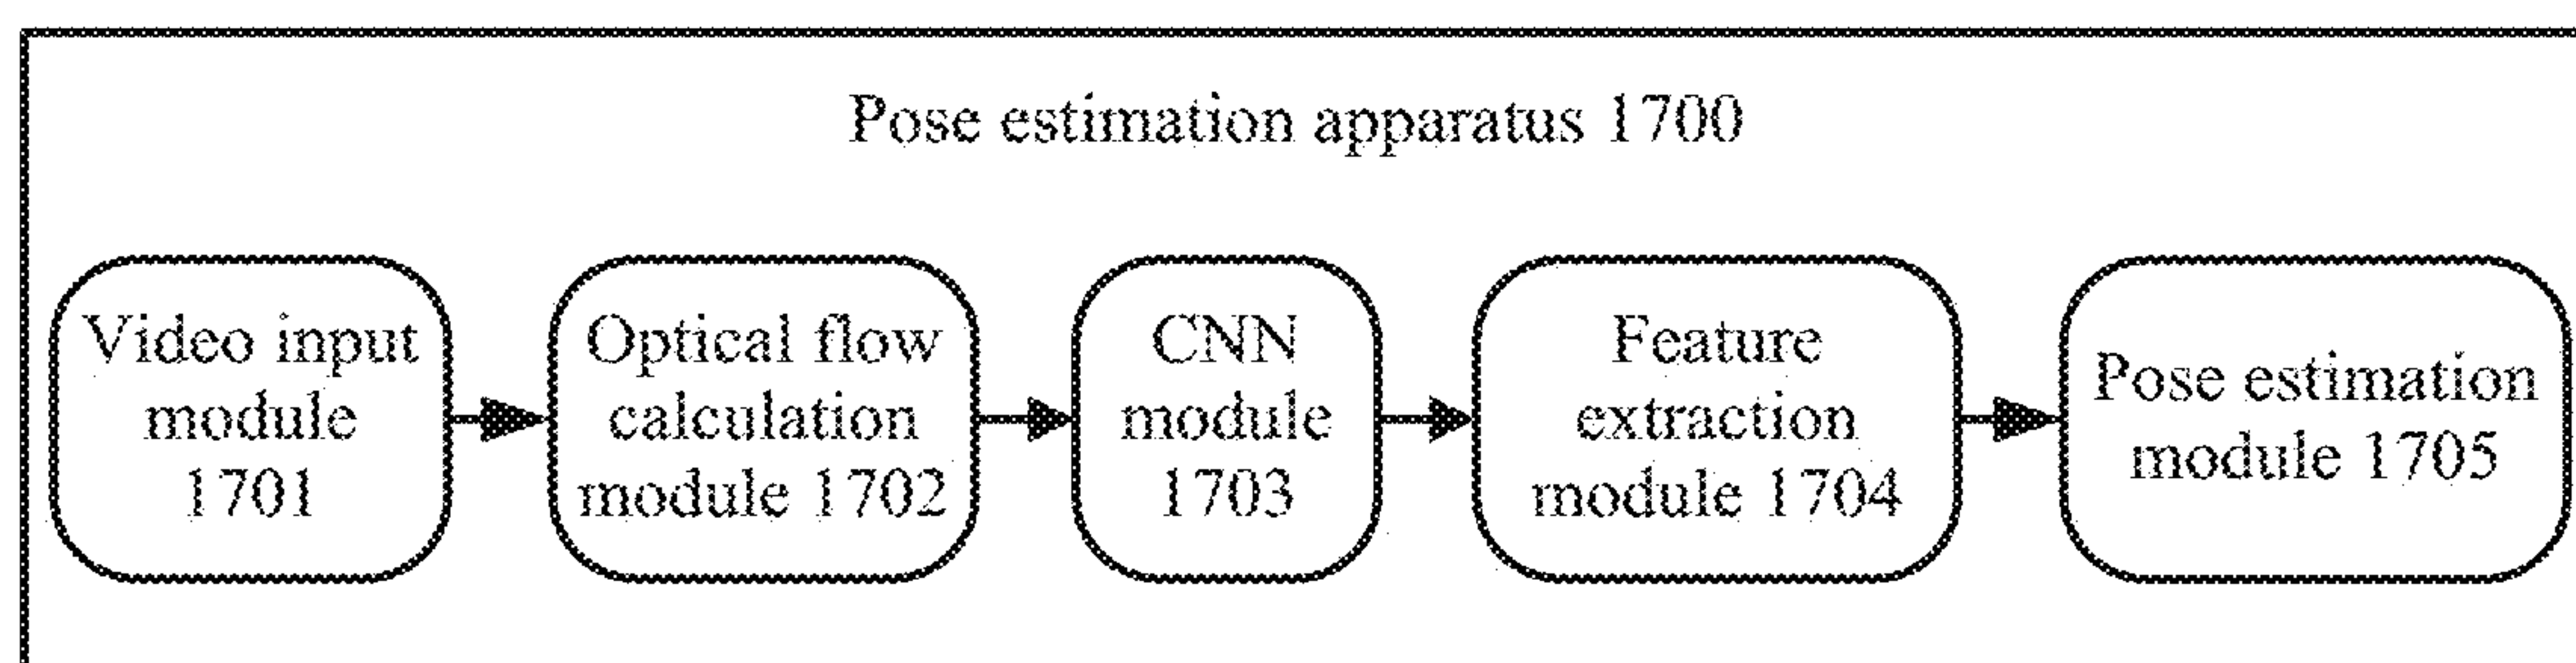 Pose estimation apparatus 1700
Video input
module
1701
Optical flow
calculation
module 1702
CNN
module
1703
Feature
extraction
module 1704
Pose estimation
module 1705